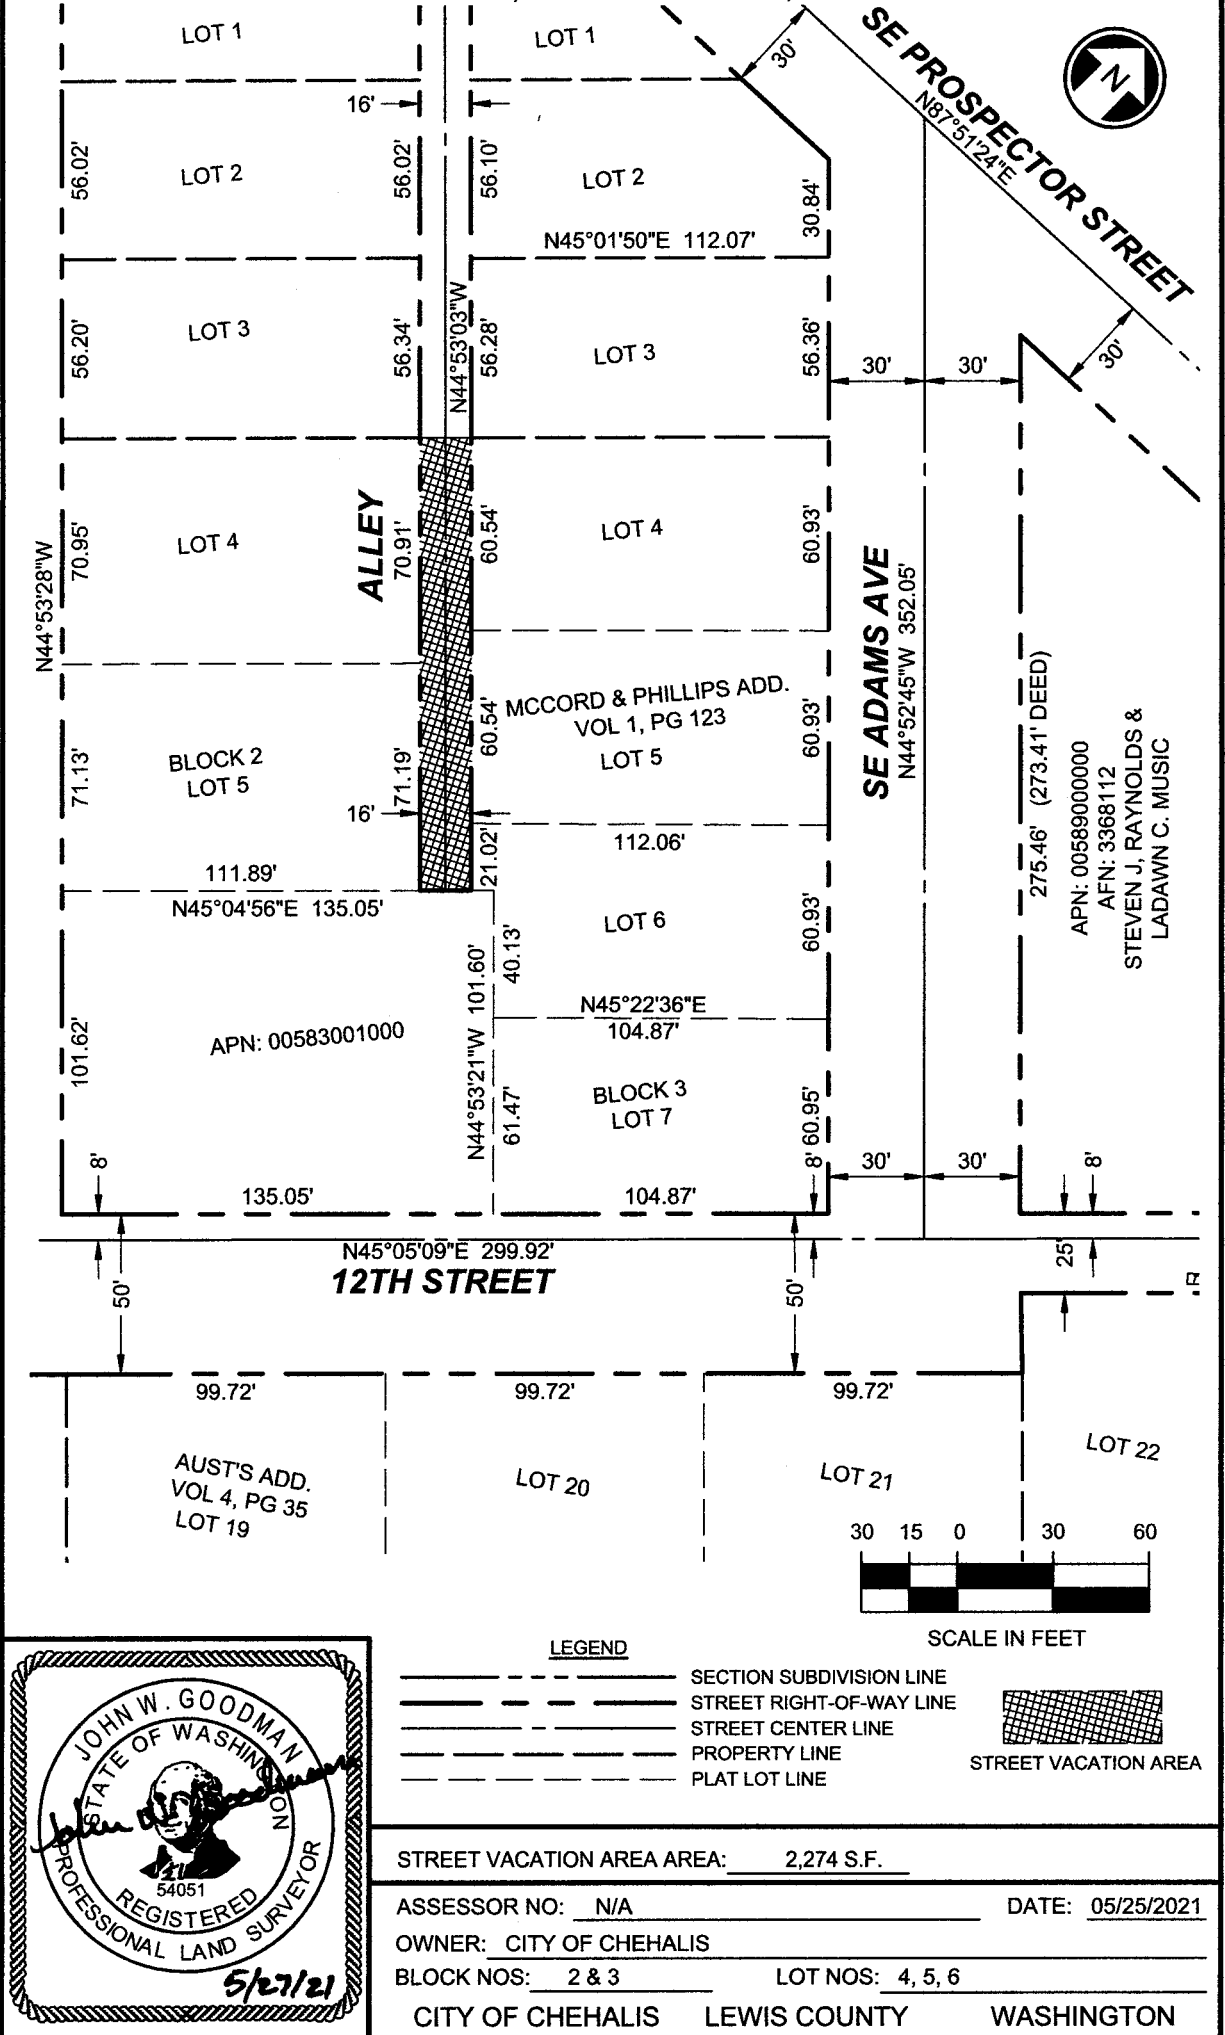 LOT 1
LOT 1
30'
SE PROSPECTOR STREET
N87°51'24"E
N
16'
56.02'
LOT 2
56.02'
56.10'
LOT 2
30.84'
N45°01'50"E 112.07'
56.20'
LOT 3
56.34'
N44°53'03"W
56.28'
LOT 3
56.36'
30'
30'
30'
N44°53'28"W
70.95'
LOT 4
ALLEY
70.91'
60.54'
LOT 4
60.93'
SE ADAMS AVE
N44°52'45"W 352.05'
275.46' (273.41' DEED)
APN: 00589000000
AFN: 3368112
STEVEN J, RAYNOLDS &
LADAWN C. MUSIC
71.13'
BLOCK 2
LOT 5
71.19'
16'
60.54'
MCCORD & PHILLIPS ADD.
VOL 1, PG 123
LOT 5
60.93'
112.06'
111.89'
21.02'
N45°04'56"E 135.05'
LOT 6
60.93'
40.13'
N44°53'21"W 101.60'
N45°22'36"E
104.87'
101.62'
APN: 00583001000
61.47'
BLOCK 3
LOT 7
60.95'
8'
8'
30'
30'
8'
135.05'
104.87'
N45°05'09"E 299.92'
12TH STREET
50'
50'
25'
99.72'
99.72'
99.72'
AUST'S ADD.
VOL 4, PG 35
LOT 19
LOT 20
LOT 21
LOT 22
30 15 0 30 60
SCALE IN FEET
LEGEND
SECTION SUBDIVISION LINE
STREET RIGHT-OF-WAY LINE
STREET CENTER LINE
PROPERTY LINE
PLAT LOT LINE
STREET VACATION AREA
JOHN W. GOODMAN
STATE OF WASHINGTON
54051
REGISTERED
PROFESSIONAL LAND SURVEYOR
5/27/21
STREET VACATION AREA AREA: 2,274 S.F.
ASSESSOR NO: N/A DATE: 05/25/2021
OWNER: CITY OF CHEHALIS
BLOCK NOS: 2 & 3 LOT NOS: 4, 5, 6
CITY OF CHEHALIS LEWIS COUNTY WASHINGTON